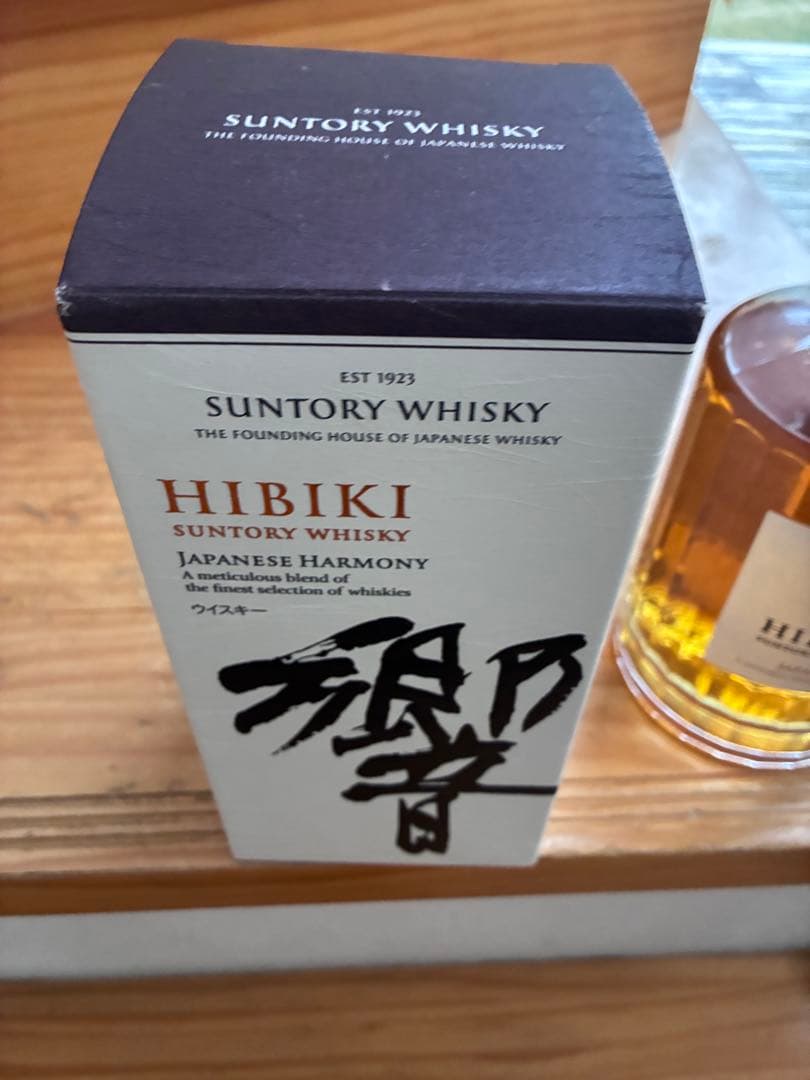 EST 1923
SUNTORY WHISKY
THE FOUNDING HOUSE OF JAPANESE WHISKY
EST 1923
SUNTORY WHISKY
THE FOUNDING HOUSE OF JAPANESE WHISKY
HIBIKI
SUNTORY WHISKY
JAPANESE HARMONY
A meticulous blend of
the finest selection of whiskies
ウイスキー
響